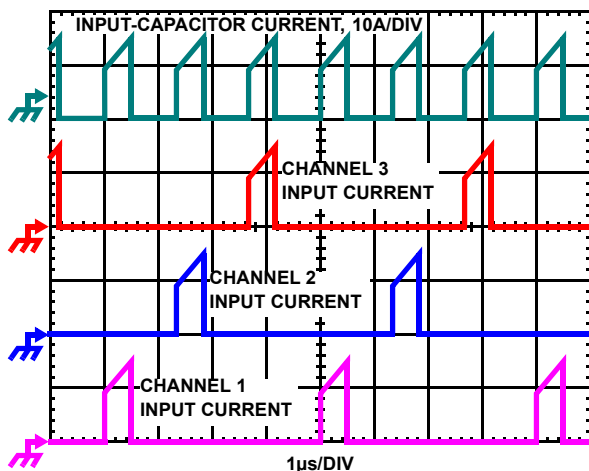 INPUT-CAPACITOR CURRENT, 10A/DIV
CHANNEL 3
INPUT CURRENT
CHANNEL 2
INPUT CURRENT
CHANNEL 1
INPUT CURRENT
1µs/DIV